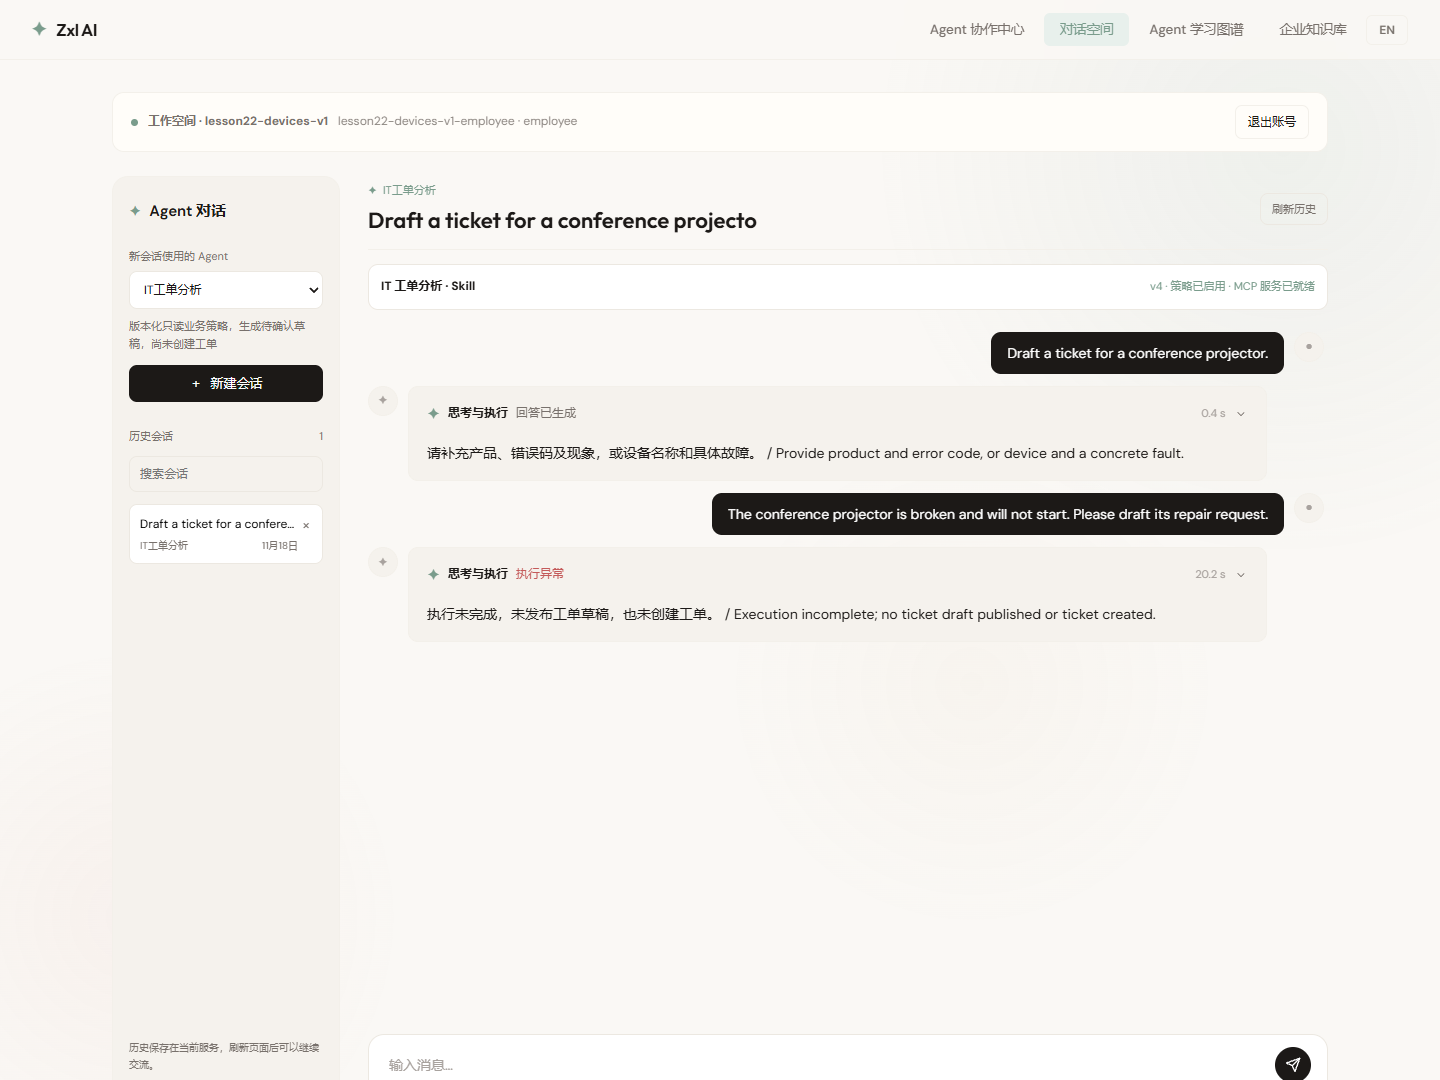 Zxl AI
Agent 协作中心
对话空间
Agent 学习图谱
企业知识库
EN
工作空间 · lesson22-devices-v1 lesson22-devices-v1-employee · employee
退出账号
Agent 对话
新会话使用的 Agent
IT工单分析
版本化只读业务策略，生成待确认草
稿，尚未创建工单
+ 新建会话
历史会话 1
搜索会话
Draft a ticket for a confere... ×
IT工单分析 11月18日
历史保存在当前服务，刷新页面后可以继续
交流。
IT工单分析
Draft a ticket for a conference projecto
刷新历史
IT 工单分析 · Skill
v4 · 策略已启用 · MCP 服务已就绪
Draft a ticket for a conference projector.
思考与执行 回答已生成 0.4 s
请补充产品、错误码及现象，或设备名称和具体故障。 / Provide product and error code, or device and a concrete fault.
The conference projector is broken and will not start. Please draft its repair request.
思考与执行 执行异常 20.2 s
执行未完成，未发布工单草稿，也未创建工单。 / Execution incomplete; no ticket draft published or ticket created.
输入消息...